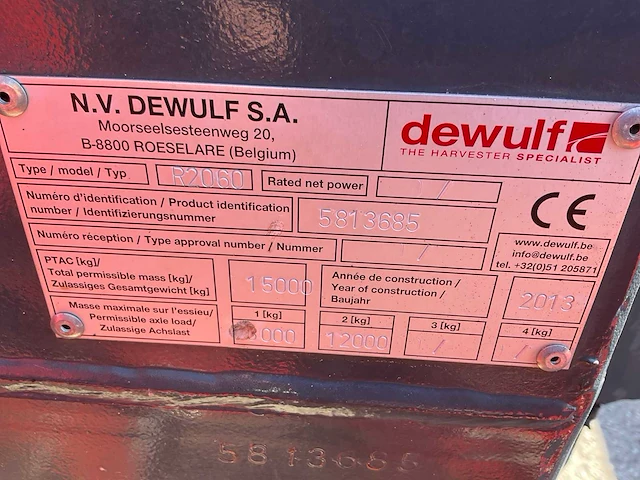 N.V. DEWULF S.A.
Moorseelsesteenweg 20,
B-8800 ROESELARE (Belgium)
dewulf
THE HARVESTER SPECIALIST
Type / model / Typ R2060 Rated net power /
Numéro d'identification / Product identification
number / Identifizierungsnummer 5813685
CE
Numéro réception / Type approval number / Nummer /
www.dewulf.be
info@dewulf.be
tel. +32(0)51 205871
PTAC [kg]/
Total permissible mass [kg]/
Zulassiges Gesamtgewicht [kg] 15000
Année de construction /
Year of construction /
Baujahr 2013
Masse maximale sur l'essieu/
Permissible axle load/
Zulassige Achslast
1 [kg] 2 [kg] 3 [kg] 4 [kg]
12000 / /
5813685